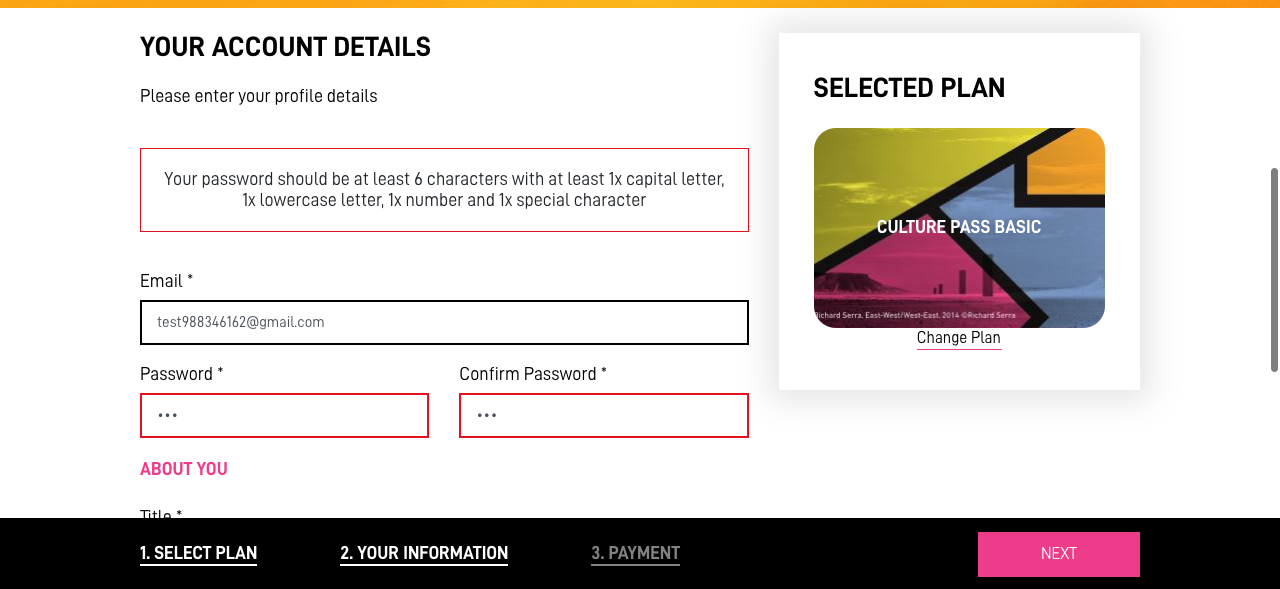 YOUR ACCOUNT DETAILS
Please enter your profile details
Your password should be at least 6 characters with at least 1x capital letter,
1x lowercase letter, 1x number and 1x special character
Email *
test988346162@gmail.com
Password *
Confirm Password *
•••
•••
ABOUT YOU
Title *
SELECTED PLAN
CULTURE PASS BASIC
Richard Serra, East-West/West-East, 2014 ©Richard Serra
Change Plan
1. SELECT PLAN
2. YOUR INFORMATION
3. PAYMENT
NEXT